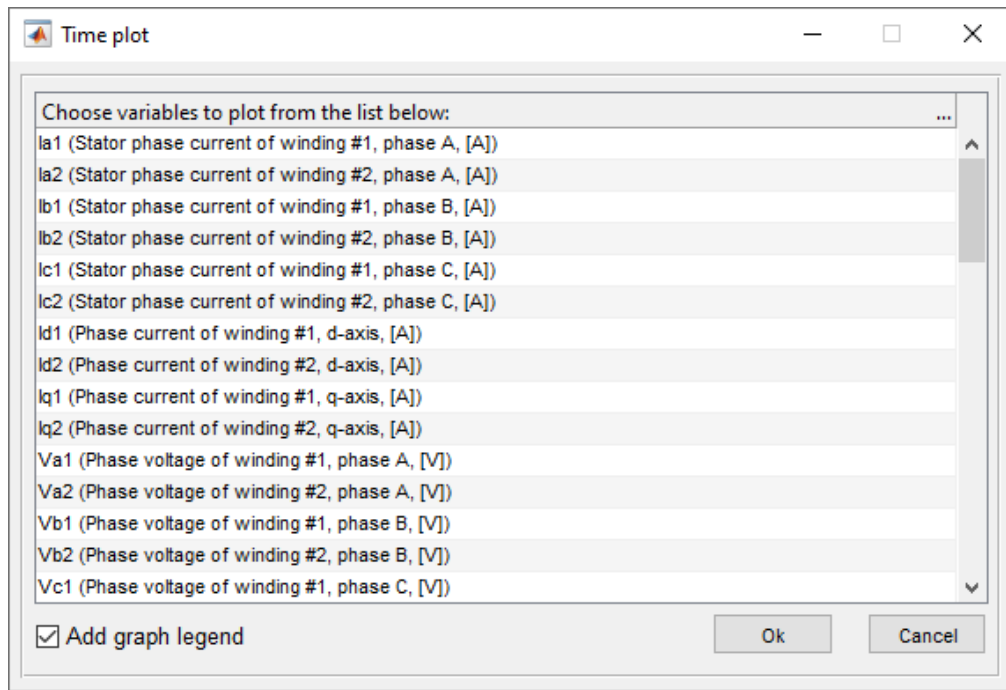 Time plot
Choose variables to plot from the list below:
...
Ia1 (Stator phase current of winding #1, phase A, [A])
Ia2 (Stator phase current of winding #2, phase A, [A])
Ib1 (Stator phase current of winding #1, phase B, [A])
Ib2 (Stator phase current of winding #2, phase B, [A])
Ic1 (Stator phase current of winding #1, phase C, [A])
Ic2 (Stator phase current of winding #2, phase C, [A])
Id1 (Phase current of winding #1, d-axis, [A])
Id2 (Phase current of winding #2, d-axis, [A])
Iq1 (Phase current of winding #1, q-axis, [A])
Iq2 (Phase current of winding #2, q-axis, [A])
Va1 (Phase voltage of winding #1, phase A, [V])
Va2 (Phase voltage of winding #2, phase A, [V])
Vb1 (Phase voltage of winding #1, phase B, [V])
Vb2 (Phase voltage of winding #2, phase B, [V])
Vc1 (Phase voltage of winding #1, phase C, [V])
Add graph legend
Ok
Cancel